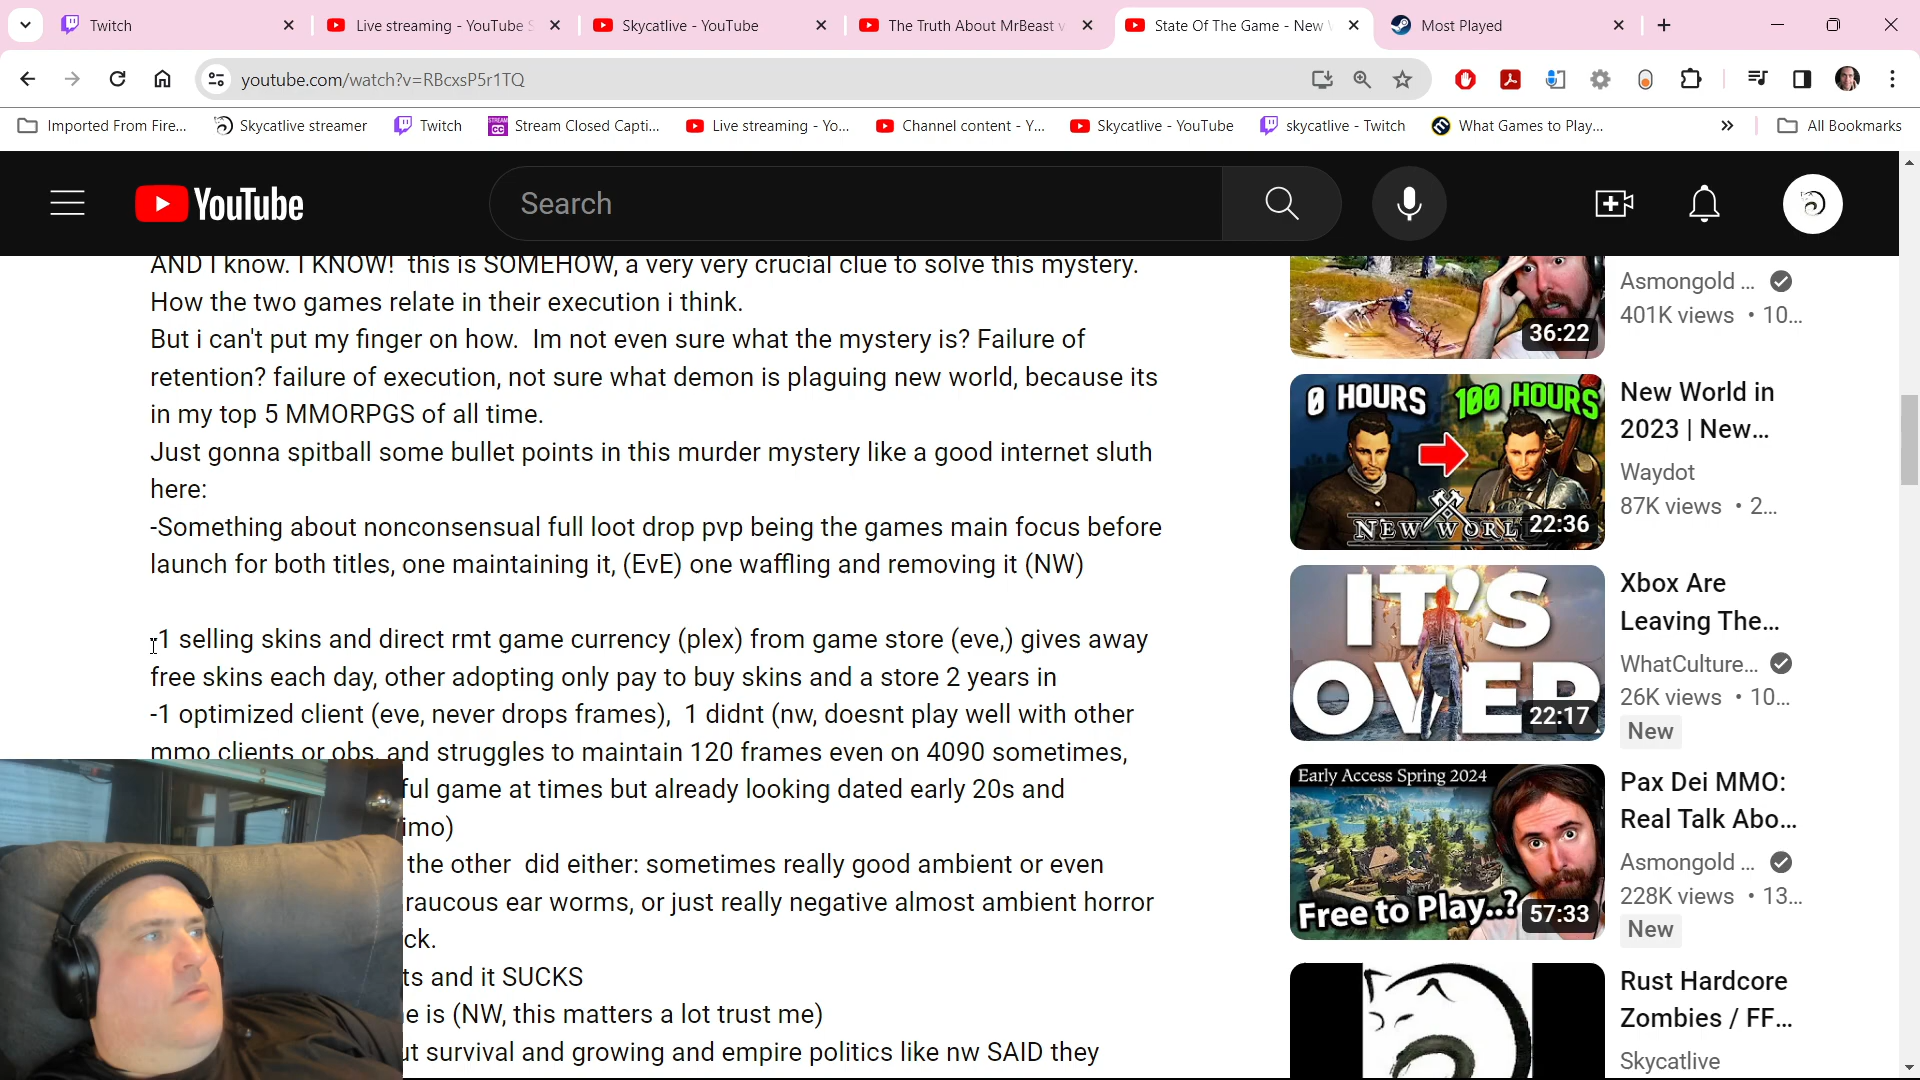 Twitch
Live streaming - YouTube S
Skycatlive - YouTube
The Truth About MrBeast v
State Of The Game - New
Most Played
youtube.com/watch?v=RBcxsP5r1TQ
Imported From Fire...
Skycatlive streamer
Twitch
STREAM CC
Stream Closed Capti...
Live streaming - Yo...
Channel content - Y...
Skycatlive - YouTube
skycatlive - Twitch
What Games to Play...
All Bookmarks
YouTube
Search
AND I know. I KNOW!  this is SOMEHOW, a very very crucial clue to solve this mystery.
How the two games relate in their execution i think.
But i can't put my finger on how.  Im not even sure what the mystery is? Failure of
retention? failure of execution, not sure what demon is plaguing new world, because its
in my top 5 MMORPGS of all time.
Just gonna spitball some bullet points in this murder mystery like a good internet sluth
here:
-Something about nonconsensual full loot drop pvp being the games main focus before
launch for both titles, one maintaining it, (EvE) one waffling and removing it (NW)
-1 selling skins and direct rmt game currency (plex) from game store (eve,) gives away
free skins each day, other adopting only pay to buy skins and a store 2 years in
-1 optimized client (eve, never drops frames),  1 didnt (nw, doesnt play well with other
mmo clients or obs, and struggles to maintain 120 frames even on 4090 sometimes,
ful game at times but already looking dated early 20s and
imo)
the other  did either: sometimes really good ambient or even
raucous ear worms, or just really negative almost ambient horror
ck.
ts and it SUCKS
e is (NW, this matters a lot trust me)
ut survival and growing and empire politics like nw SAID they
36:22
Asmongold ...
401K views • 10...
0 HOURS
100 HOURS
NEW WORL
22:36
New World in
2023 | New...
Waydot
87K views • 2...
IT'S
OVER
22:17
Xbox Are
Leaving The...
WhatCulture...
26K views • 10...
New
Early Access Spring 2024
Free to Play..?
57:33
Pax Dei MMO:
Real Talk Abo...
Asmongold ...
228K views • 13...
New
Rust Hardcore
Zombies / FF...
Skycatlive